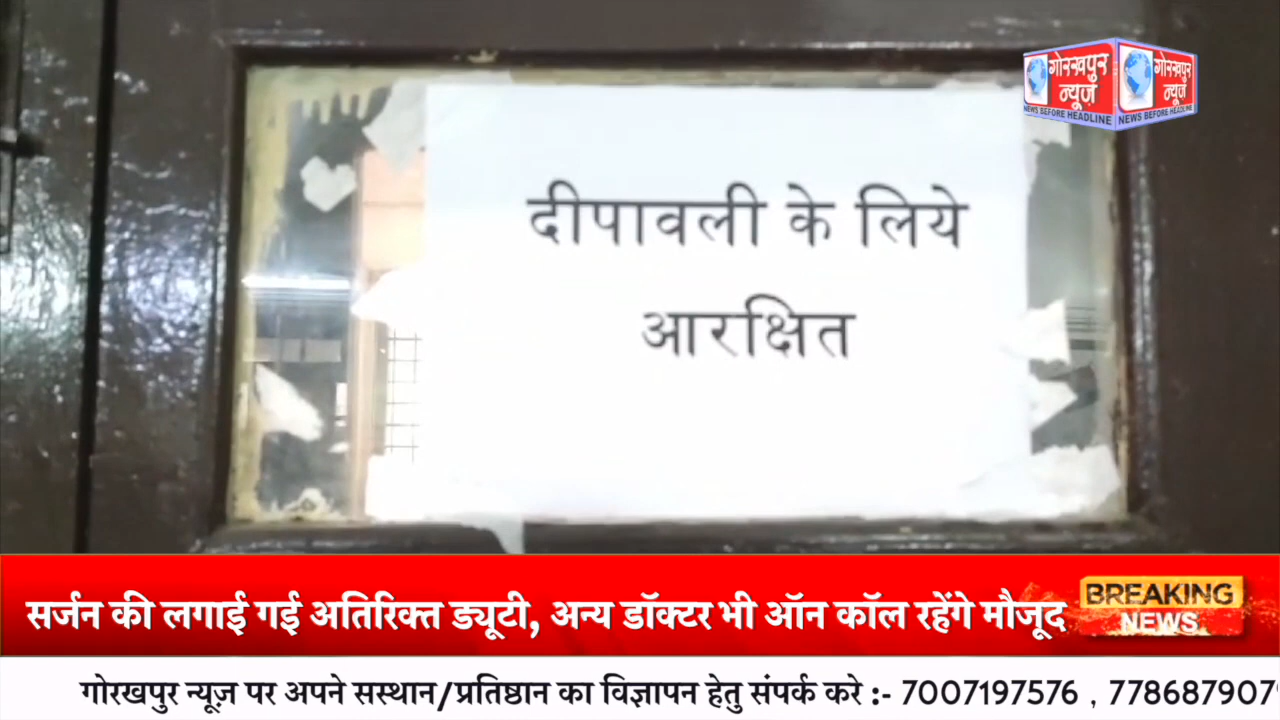 गोरखपुर
न्यूज
NEWS BEFORE HEADLINE
गोरखपुर
न्यूज
NEWS BEFORE HEADLINE
दीपावली के लिये
आरक्षित
सर्जन की लगाई गई अतिरिक्त ड्यूटी, अन्य डॉक्टर भी ऑन कॉल रहेंगे मौजूद
BREAKING
NEWS
गोरखपुर न्यूज़ पर अपने सस्थान/प्रतिष्ठान का विज्ञापन हेतु संपर्क करे :- 7007197576 , 778687907